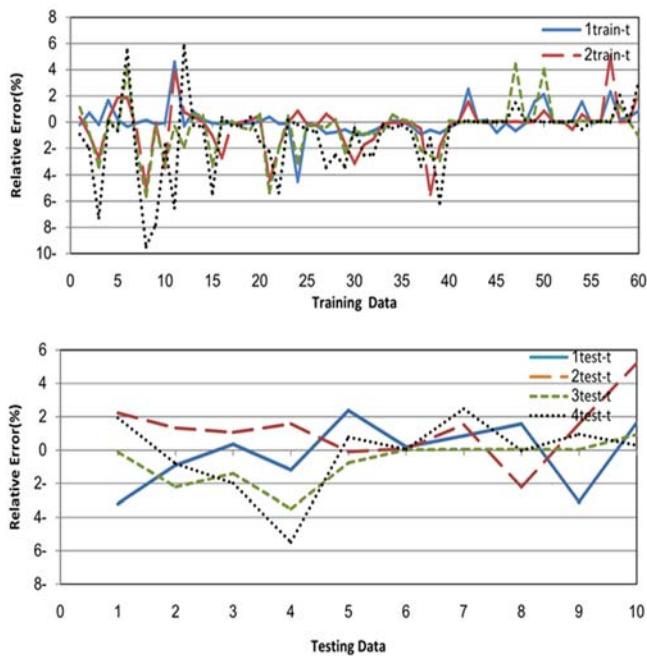 8
6
4
2
0
2-
4-
6-
8-
10-
Relative Error(%)
1train-t
2train-t
0 5 10 15 20 25 30 35 40 45 50 55 60
Training Data
6
4
2
0
2-
4-
6-
8-
Relative Error(%)
1test-t
2test-t
3test-t
4test-t
0 1 2 3 4 5 6 7 8 9 10
Testing Data